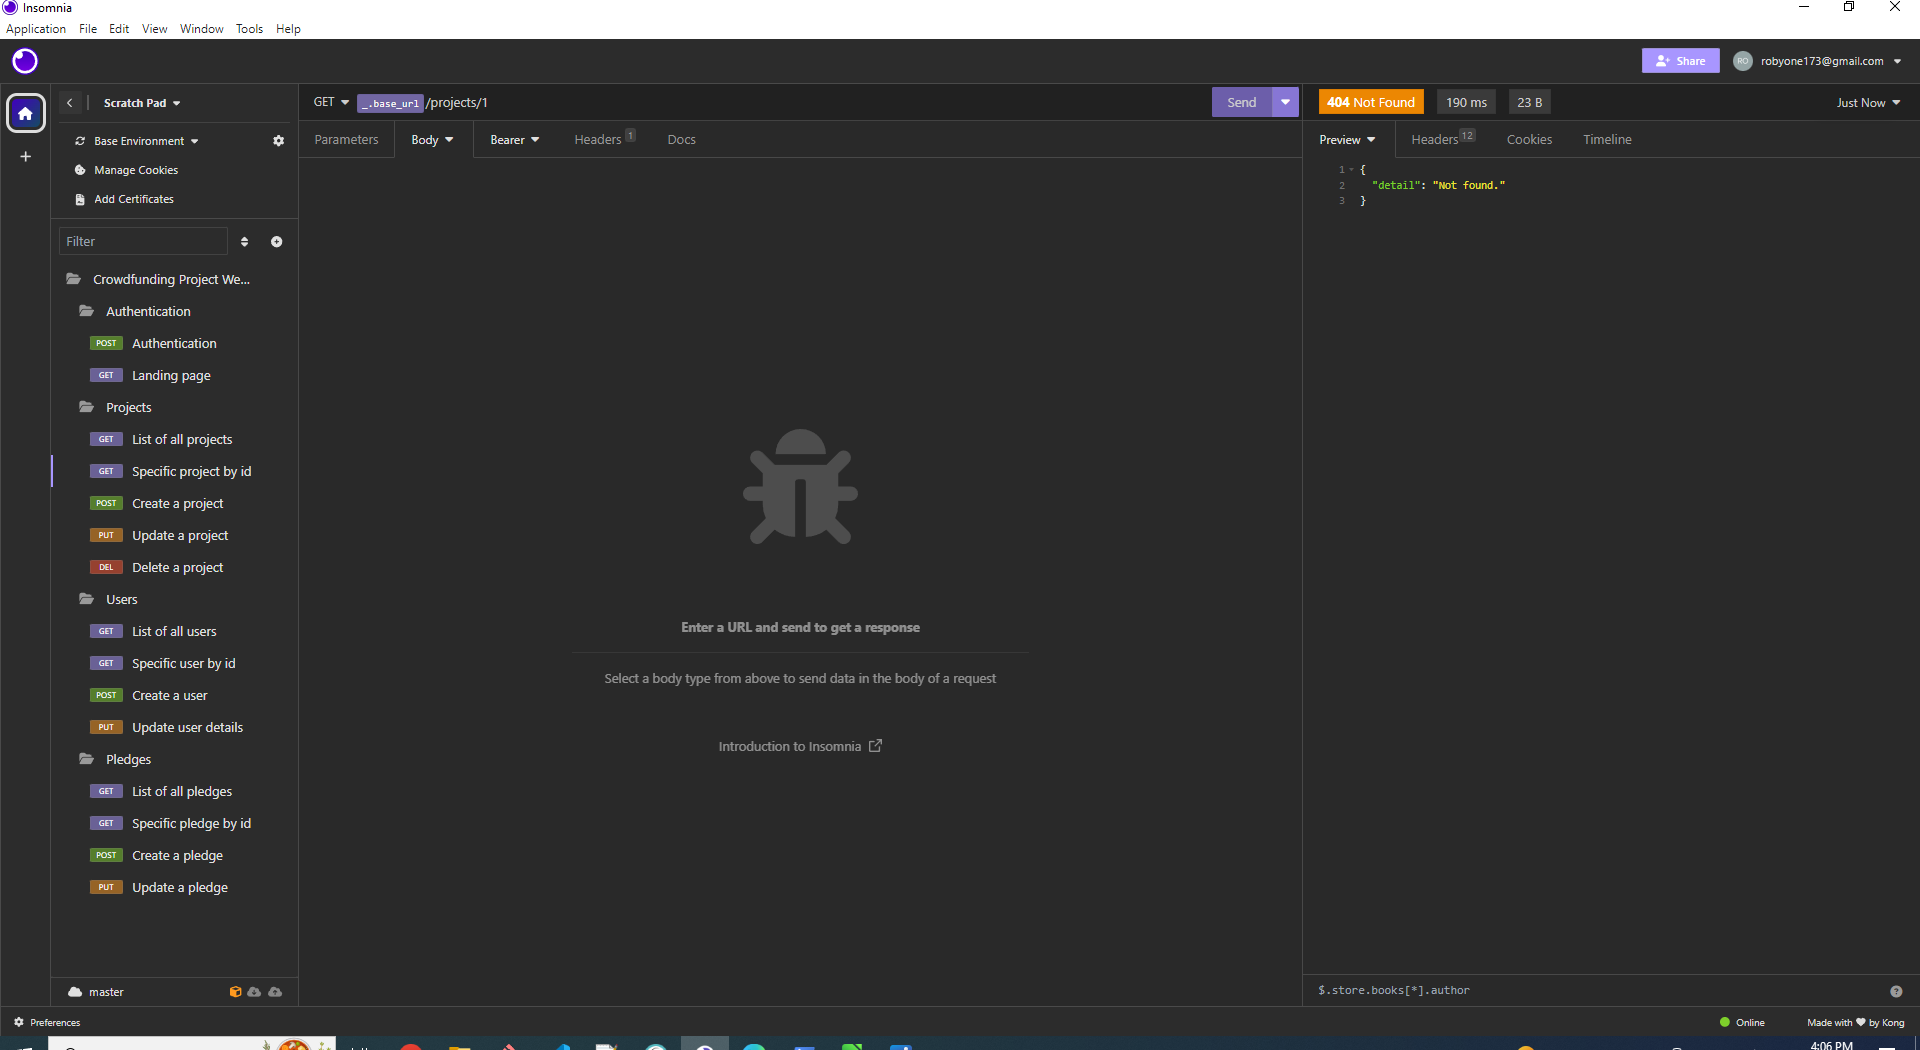 Insomnia
Application File Edit View Window Tools Help
Share RO robyone173@gmail.com
Scratch Pad
Base Environment
Manage Cookies
Add Certificates
Filter
Crowdfunding Project We...
Authentication
POST Authentication
GET Landing page
Projects
GET List of all projects
GET Specific project by id
POST Create a project
PUT Update a project
DEL Delete a project
Users
GET List of all users
GET Specific user by id
POST Create a user
PUT Update user details
Pledges
GET List of all pledges
GET Specific pledge by id
POST Create a pledge
PUT Update a pledge
master
GET _.base_url/projects/1 Send
Parameters Body Bearer Headers 1 Docs
Enter a URL and send to get a response
Select a body type from above to send data in the body of a request
Introduction to Insomnia
404 Not Found 190 ms 23 B Just Now
Preview Headers 12 Cookies Timeline
1 {
2 "detail": "Not found."
3 }
$.store.books[*].author
Preferences Online Made with ♥ by Kong
4:06 PM